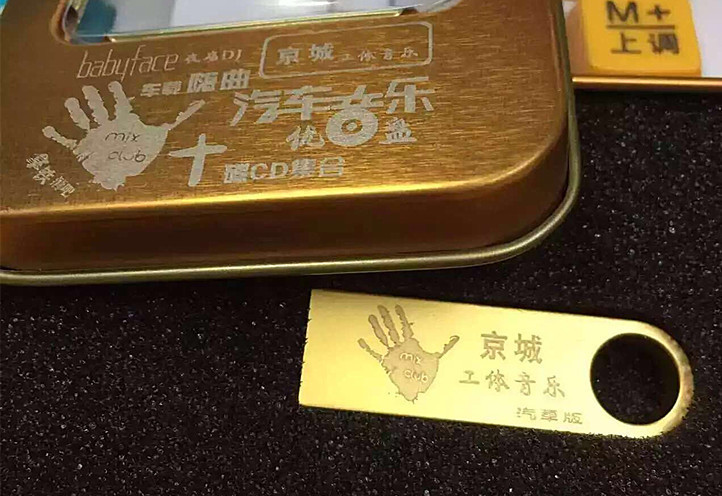 M+
上调
babyface 夜店DJ
京城 工体音乐
车载 嗨曲
汽车音乐
优盘
mix
club
十碟CD集合
mix
club
京城
工体音乐
汽车版